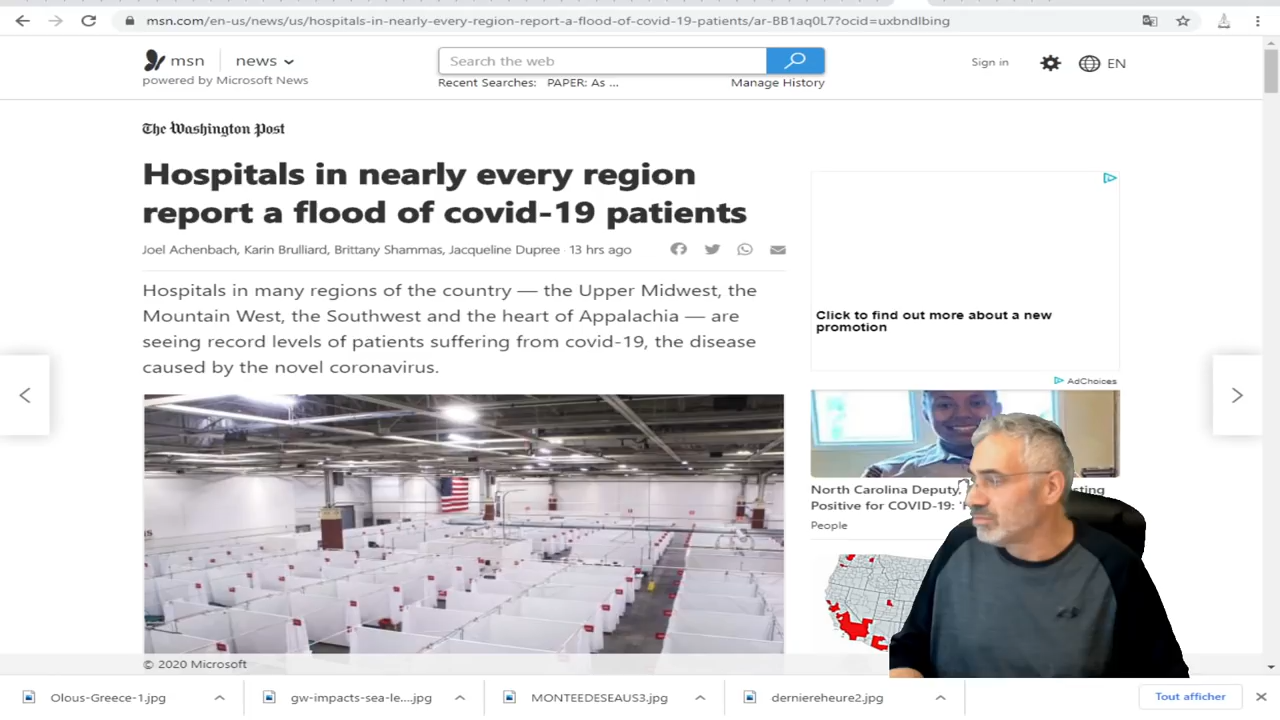 msn.com/en-us/news/us/hospitals-in-nearly-every-region-report-a-flood-of-covid-19-patients/ar-BB1aq0L7?ocid=uxbndlbing
msn news
powered by Microsoft News
Search the web
Recent Searches: PAPER: As ...
Manage History
Sign in
EN
The Washington Post
Hospitals in nearly every region
report a flood of covid-19 patients
Joel Achenbach, Karin Brulliard, Brittany Shammas, Jacqueline Dupree 13 hrs ago
Hospitals in many regions of the country — the Upper Midwest, the
Mountain West, the Southwest and the heart of Appalachia — are
seeing record levels of patients suffering from covid-19, the disease
caused by the novel coronavirus.
Click to find out more about a new
promotion
AdChoices
North Carolina Deputy,
Positive for COVID-19:
People
© 2020 Microsoft
Olous-Greece-1.jpg
gw-impacts-sea-le....jpg
MONTEEDESEAUS3.jpg
derniereheure2.jpg
Tout afficher